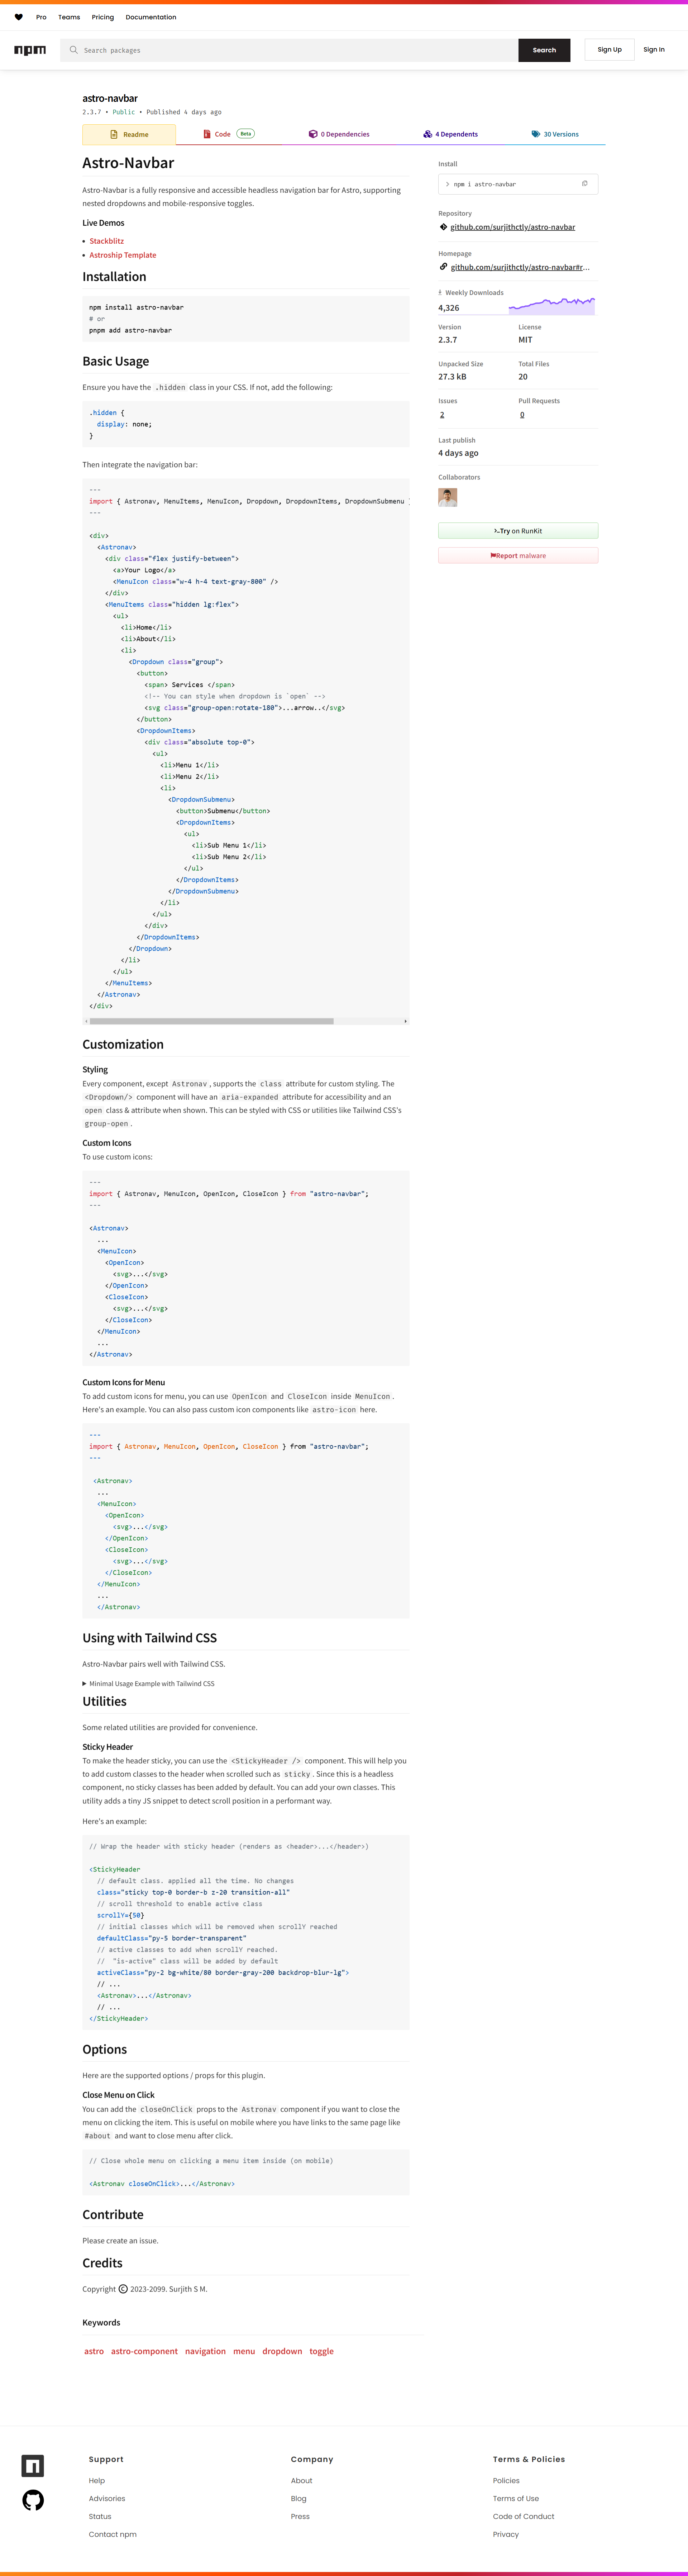 Pro Teams Pricing Documentation
npm Search packages Search Sign Up Sign In
astro-navbar
2.3.7 • Public • Published 4 days ago
Readme Code Beta 0 Dependencies 4 Dependents 30 Versions
Astro-Navbar
Astro-Navbar is a fully responsive and accessible headless navigation bar for Astro, supporting
nested dropdowns and mobile-responsive toggles.
Live Demos
Stackblitz
Astroship Template
Installation
npm install astro-navbar
# or
pnpm add astro-navbar
Basic Usage
Ensure you have the .hidden class in your CSS. If not, add the following:
.hidden {
  display: none;
}
Then integrate the navigation bar:
---
import { Astronav, MenuItems, MenuIcon, Dropdown, DropdownItems, DropdownSubmenu
---
<div>
  <Astronav>
    <div class="flex justify-between">
      <a>Your Logo</a>
      <MenuIcon class="w-4 h-4 text-gray-800" />
    </div>
    <MenuItems class="hidden lg:flex">
      <ul>
        <li>Home</li>
        <li>About</li>
        <li>
          <Dropdown class="group">
            <button>
              <span> Services </span>
              <!-- You can style when dropdown is `open` -->
              <svg class="group-open:rotate-180">...arrow..</svg>
            </button>
            <DropdownItems>
              <div class="absolute top-0">
                <ul>
                  <li>Menu 1</li>
                  <li>Menu 2</li>
                  <li>
                    <DropdownSubmenu>
                      <button>Submenu</button>
                      <DropdownItems>
                        <ul>
                          <li>Sub Menu 1</li>
                          <li>Sub Menu 2</li>
                        </ul>
                      </DropdownItems>
                    </DropdownSubmenu>
                  </li>
                </ul>
              </div>
            </DropdownItems>
          </Dropdown>
        </li>
      </ul>
    </MenuItems>
  </Astronav>
</div>
Customization
Styling
Every component, except Astronav, supports the class attribute for custom styling. The
<Dropdown/> component will have an aria-expanded attribute for accessibility and an
open class & attribute when shown. This can be styled with CSS or utilities like Tailwind CSS's
group-open.
Custom Icons
To use custom icons:
---
import { Astronav, MenuIcon, OpenIcon, CloseIcon } from "astro-navbar";
---
<Astronav>
  ...
  <MenuIcon>
    <OpenIcon>
      <svg>...</svg>
    </OpenIcon>
    <CloseIcon>
      <svg>...</svg>
    </CloseIcon>
  </MenuIcon>
  ...
</Astronav>
Custom Icons for Menu
To add custom icons for menu, you can use OpenIcon and CloseIcon inside MenuIcon.
Here's an example. You can also pass custom icon components like astro-icon here.
---
import { Astronav, MenuIcon, OpenIcon, CloseIcon } from "astro-navbar";
---
 <Astronav>
  ...
  <MenuIcon>
    <OpenIcon>
      <svg>...</svg>
    </OpenIcon>
    <CloseIcon>
      <svg>...</svg>
    </CloseIcon>
  </MenuIcon>
  ...
  </Astronav>
Using with Tailwind CSS
Astro-Navbar pairs well with Tailwind CSS.
Minimal Usage Example with Tailwind CSS
Utilities
Some related utilities are provided for convenience.
Sticky Header
To make the header sticky, you can use the <StickyHeader /> component. This will help you
to add custom classes to the header when scrolled such as sticky. Since this is a headless
component, no sticky classes has been added by default. You can add your own classes. This
utility adds a tiny JS snippet to detect scroll position in a performant way.
Here's an example:
// Wrap the header with sticky header (renders as <header>...</header>)
<StickyHeader
  // default class. applied all the time. No changes
  class="sticky top-0 border-b z-20 transition-all"
  // scroll threshold to enable active class
  scrollY={50}
  // initial classes which will be removed when scrollY reached
  defaultClass="py-5 border-transparent"
  // active classes to add when scrollY reached.
  //  "is-active" class will be added by default
  activeClass="py-2 bg-white/80 border-gray-200 backdrop-blur-lg">
  // ...
  <Astronav>...</Astronav>
  // ...
</StickyHeader>
Options
Here are the supported options / props for this plugin.
Close Menu on Click
You can add the closeOnClick props to the Astronav component if you want to close the
menu on clicking the item. This is useful on mobile where you have links to the same page like
#about and want to close menu after click.
// Close whole menu on clicking a menu item inside (on mobile)
<Astronav closeOnClick>...</Astronav>
Contribute
Please create an issue.
Credits
Copyright © 2023-2099. Surjith S M.
Keywords
astro astro-component navigation menu dropdown toggle
Install
npm i astro-navbar
Repository
github.com/surjithctly/astro-navbar
Homepage
github.com/surjithctly/astro-navbar#r...
Weekly Downloads
4,326
Version License
2.3.7 MIT
Unpacked Size Total Files
27.3 kB 20
Issues Pull Requests
2 0
Last publish
4 days ago
Collaborators
Try on RunKit
Report malware
Support
Help
Advisories
Status
Contact npm
Company
About
Blog
Press
Terms & Policies
Policies
Terms of Use
Code of Conduct
Privacy